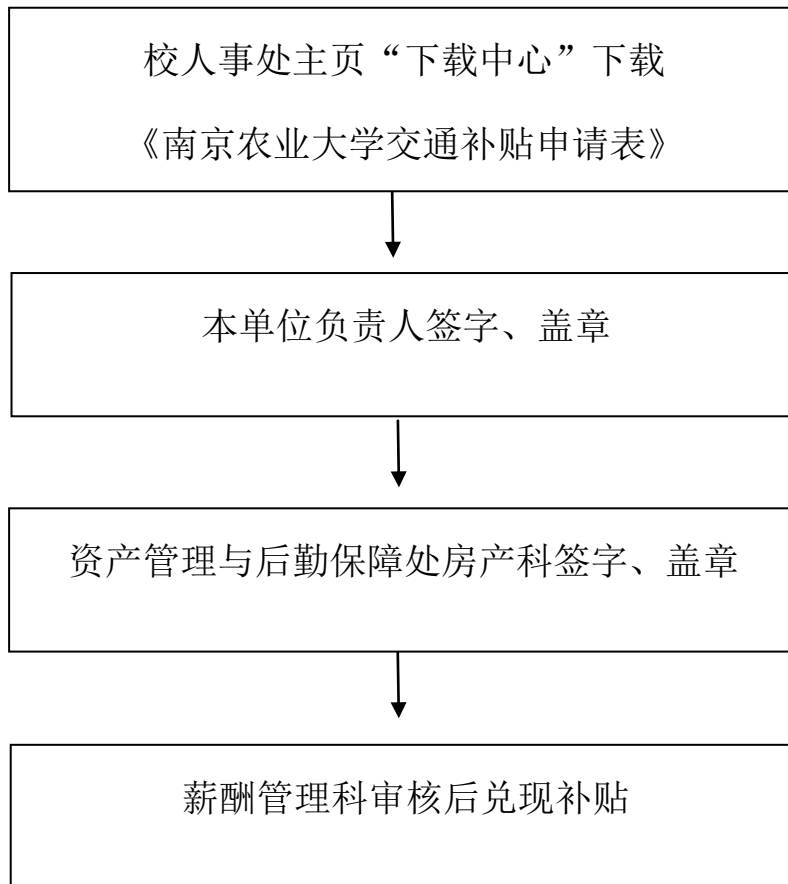 校人事处主页“下载中心”下载
《南京农业大学交通补贴申请表》
本单位负责人签字、盖章
资产管理与后勤保障处房产科签字、盖章
薪酬管理科审核后兑现补贴